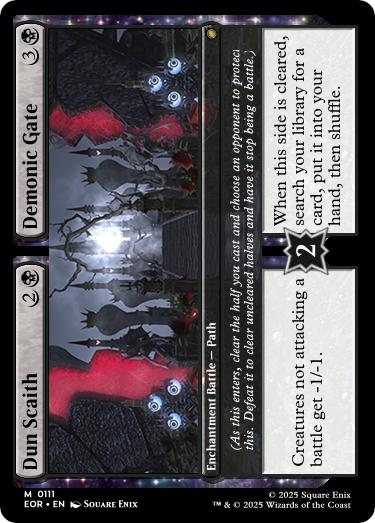 Dun Scaith 2
Demonic Gate 3
Enchantment Battle — Path
(As this enters, clear the half you cast and choose an opponent to protect
this. Defeat it to clear uncleared halves and have it stop being a battle.)
Creatures not attacking a
battle get -1/-1.
2
When this side is cleared,
search your library for a
card, put it into your
hand, then shuffle.
M 0111
EOR • EN SQUARE ENIX
© 2025 Square Enix
™ & © 2025 Wizards of the Coast